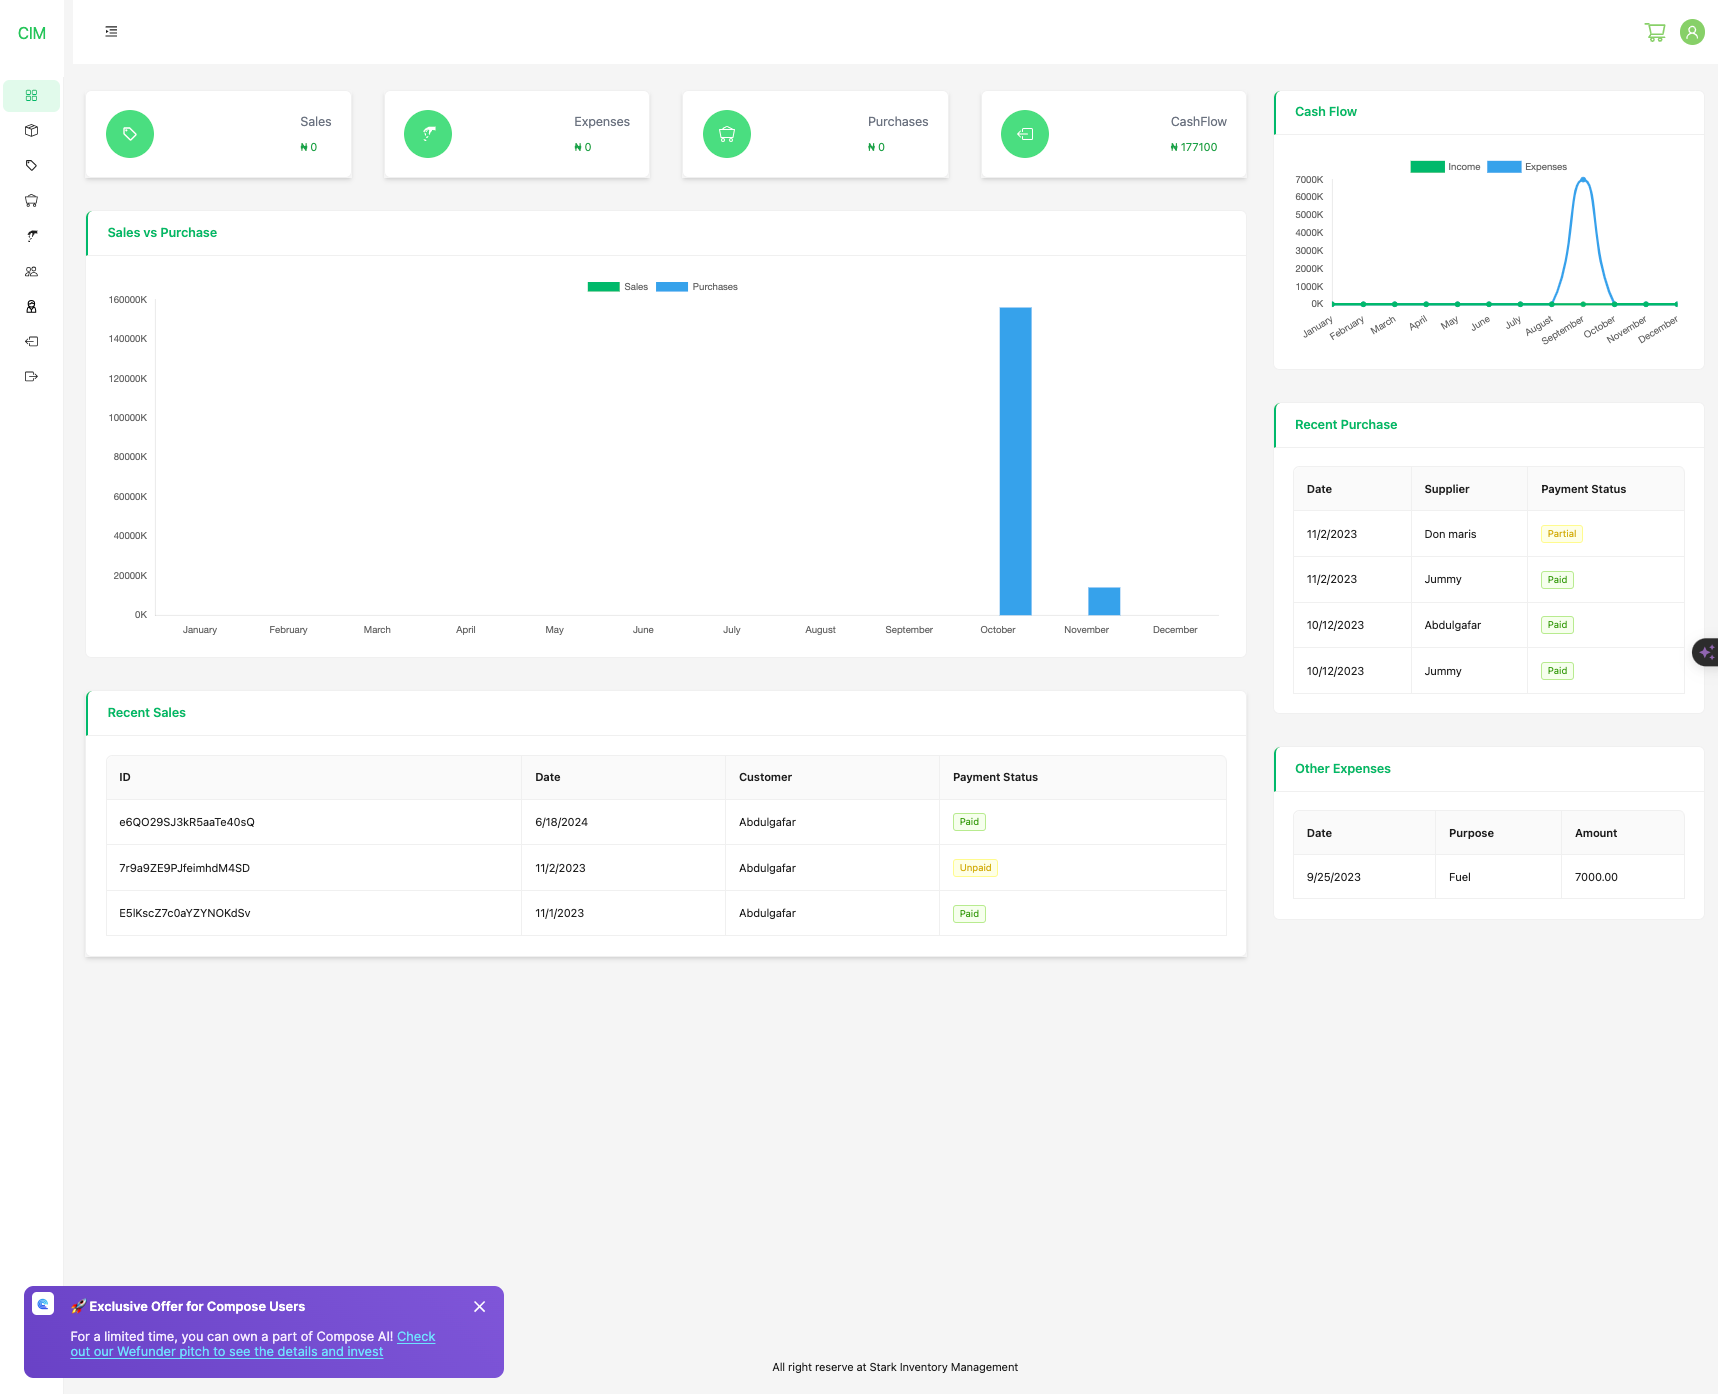 CIM
Sales
₦ 0
Expenses
₦ 0
Purchases
₦ 0
CashFlow
₦ 177100
Sales vs Purchase
Sales Purchases
160000K
140000K
120000K
100000K
80000K
60000K
40000K
20000K
0K
January February March April May June July August September October November December
Recent Sales
ID Date Customer Payment Status
e6QO29SJ3kR5aaTe40sQ 6/18/2024 Abdulgafar Paid
7r9a9ZE9PJfeimhdM4SD 11/2/2023 Abdulgafar Unpaid
E5IKscZ7c0aYZYNOKdSv 11/1/2023 Abdulgafar Paid
Cash Flow
Income Expenses
7000K
6000K
5000K
4000K
3000K
2000K
1000K
0K
January February March April May June July August September October November December
Recent Purchase
Date Supplier Payment Status
11/2/2023 Don maris Partial
11/2/2023 Jummy Paid
10/12/2023 Abdulgafar Paid
10/12/2023 Jummy Paid
Other Expenses
Date Purpose Amount
9/25/2023 Fuel 7000.00
🚀 Exclusive Offer for Compose Users
For a limited time, you can own a part of Compose AI! Check
out our Wefunder pitch to see the details and invest
All right reserve at Stark Inventory Management